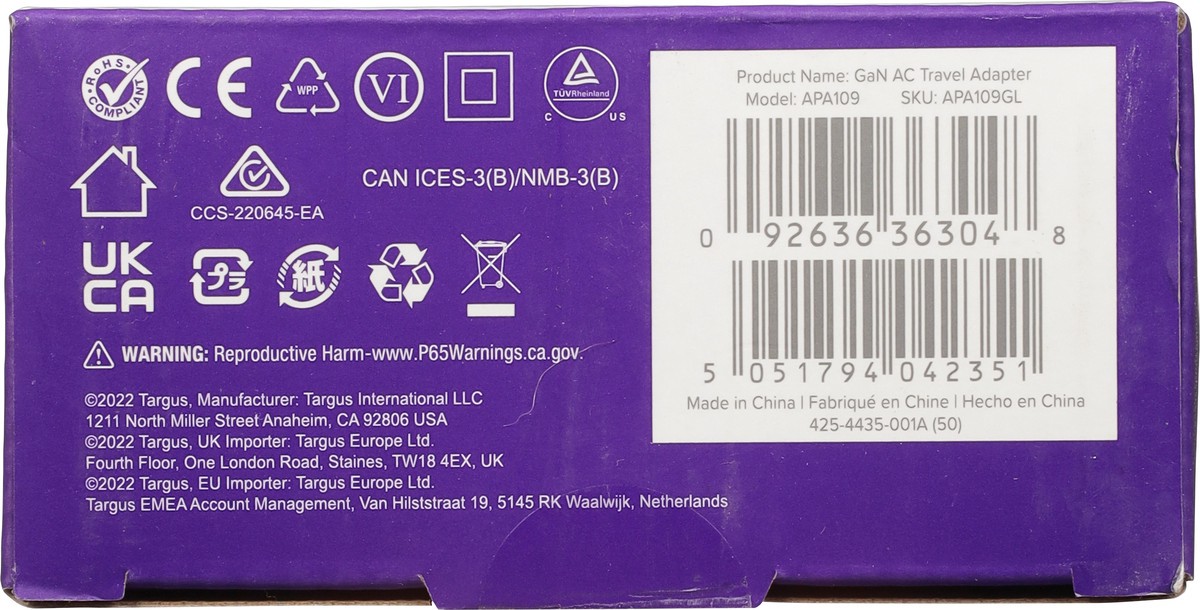 RoHS COMPLIANT
CE
WPP
VI
TÜVRheinland
C US
CCS-220645-EA
CAN ICES-3(B)/NMB-3(B)
UK
CA
プラ
紙
WARNING: Reproductive Harm-www.P65Warnings.ca.gov.
©2022 Targus, Manufacturer: Targus International LLC
1211 North Miller Street Anaheim, CA 92806 USA
©2022 Targus, UK Importer: Targus Europe Ltd.
Fourth Floor, One London Road, Staines, TW18 4EX, UK
©2022 Targus, EU Importer: Targus Europe Ltd.
Targus EMEA Account Management, Van Hilststraat 19, 5145 RK Waalwijk, Netherlands
Product Name: GaN AC Travel Adapter
Model: APA109 SKU: APA109GL
0 92636 36304 8
5 051794 042351
Made in China | Fabriqué en Chine | Hecho en China
425-4435-001A (50)